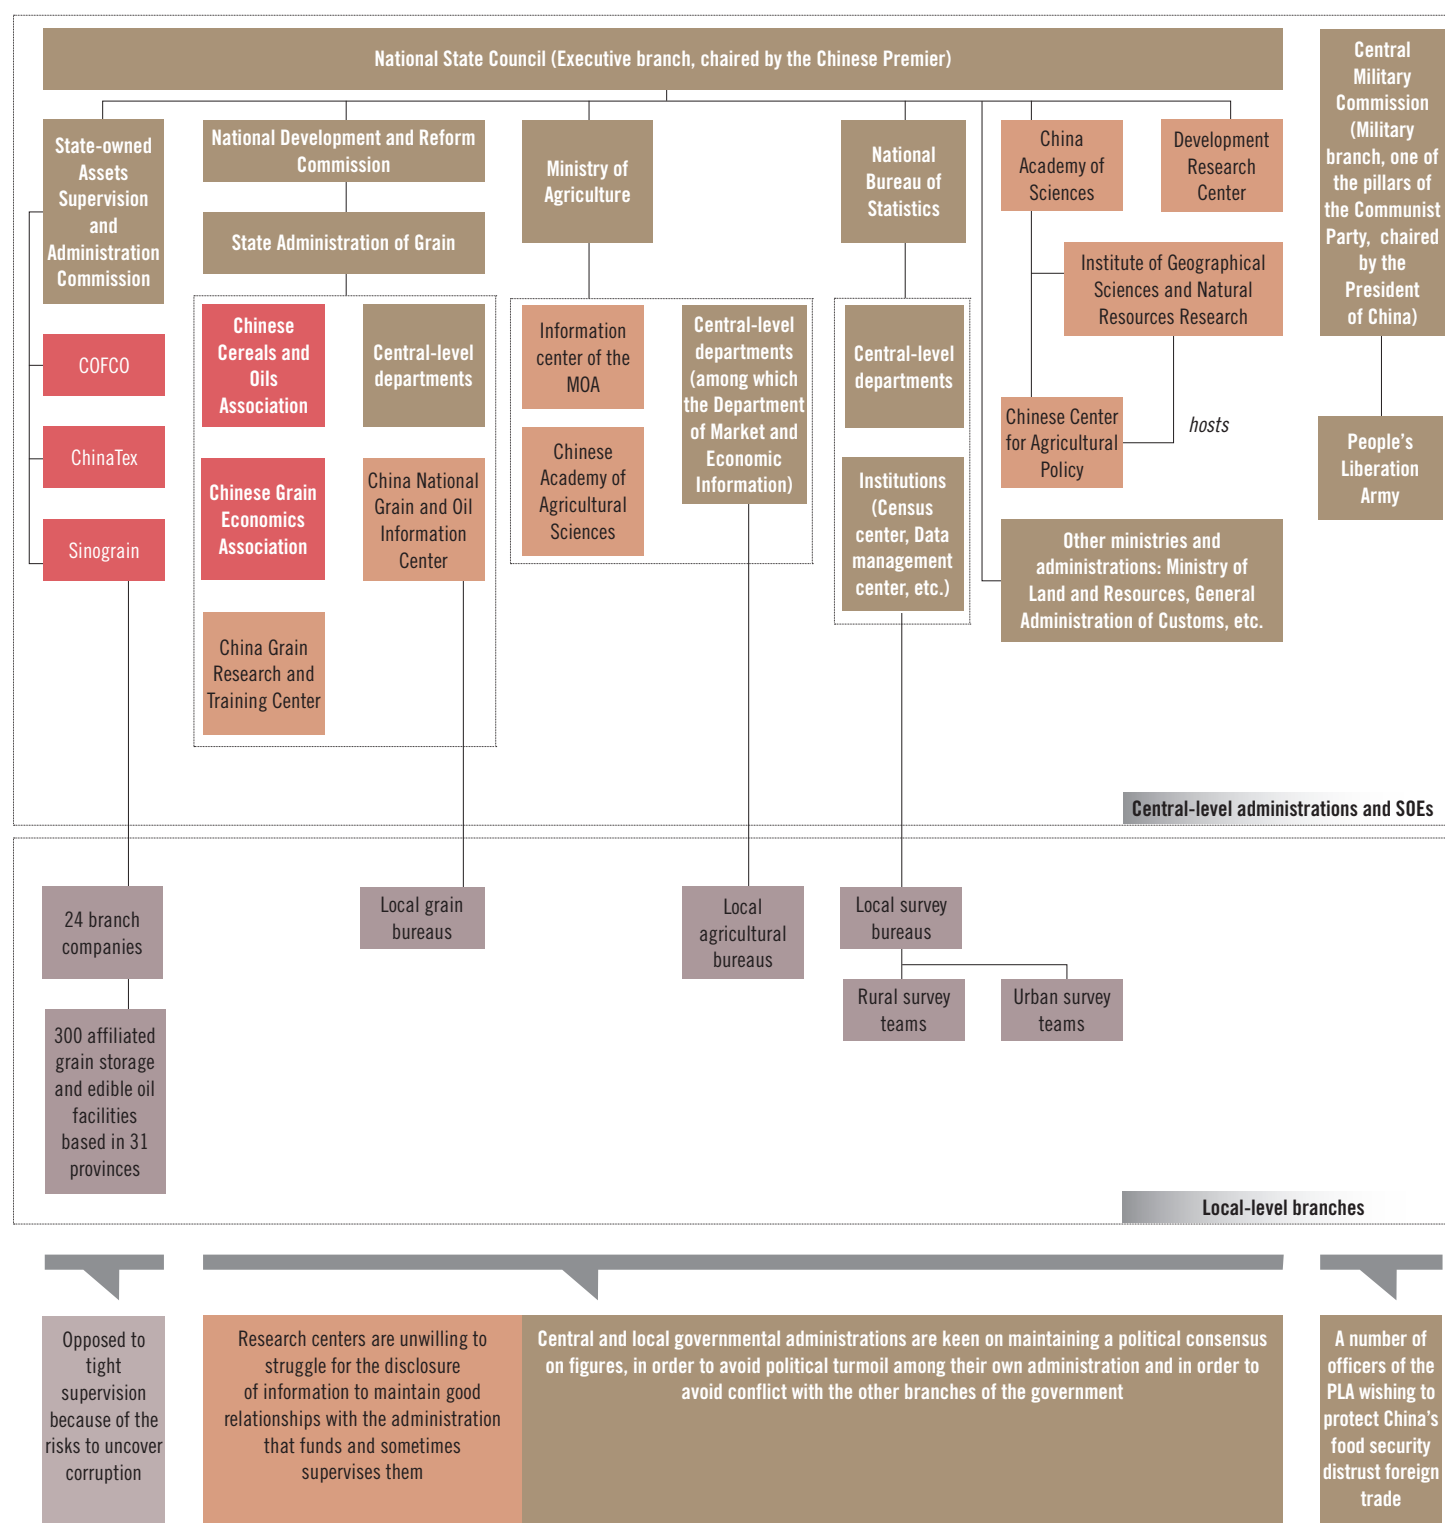 National State Council (Executive branch, chaired by the Chinese Premier)
Central
Military
Commission
(Military
branch, one of
the pillars of
the Communist
Party, chaired
by the
President
of China)
State-owned
Assets
Supervision
and
Administration
Commission
National Development and Reform
Commission
State Administration of Grain
Ministry of
Agriculture
National
Bureau of
Statistics
China
Academy of
Sciences
Development
Research
Center
Institute of Geographical
Sciences and Natural
Resources Research
COFCO
ChinaTex
Sinograin
Chinese
Cereals and
Oils
Association
Central-level
departments
Chinese Grain
Economics
Association
China National
Grain and Oil
Information
Center
China Grain
Research and
Training Center
Information
center of the
MOA
Chinese
Academy of
Agricultural
Sciences
Central-level
departments
(among which
the Department
of Market and
Economic
Information)
Central-level
departments
Institutions
(Census
center, Data
management
center, etc.)
Chinese Center
for Agricultural
Policy
hosts
People’s
Liberation
Army
Other ministries and
administrations: Ministry of
Land and Resources, General
Administration of Customs, etc.
Central-level administrations and SOEs
24 branch
companies
Local grain
bureaus
Local
agricultural
bureaus
Local survey
bureaus
Rural survey
teams
Urban survey
teams
300 affiliated
grain storage
and edible oil
facilities
based in 31
provinces
Local-level branches
Opposed to
tight
supervision
because of the
risks to uncover
corruption
Research centers are unwilling to
struggle for the disclosure
of information to maintain good
relationships with the administration
that funds and sometimes
supervises them
Central and local governmental administrations are keen on maintaining a political consensus
on figures, in order to avoid political turmoil among their own administration and in order to
avoid conflict with the other branches of the government
A number of
officers of the
PLA wishing to
protect China’s
food security
distrust foreign
trade